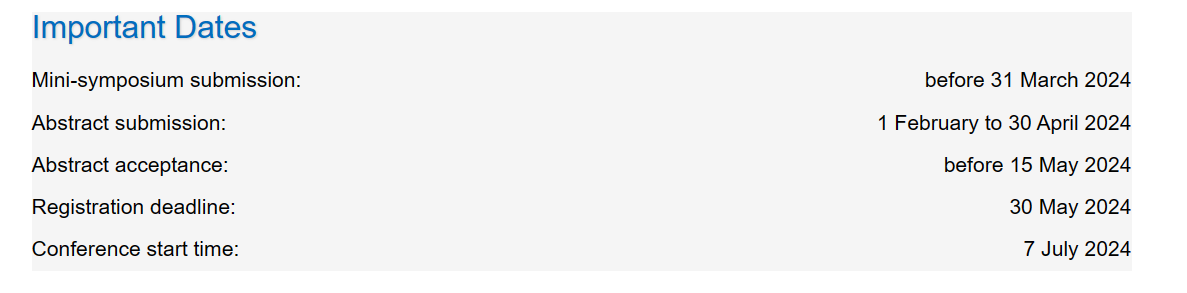 Important Dates
Mini-symposium submission: before 31 March 2024
Abstract submission: 1 February to 30 April 2024
Abstract acceptance: before 15 May 2024
Registration deadline: 30 May 2024
Conference start time: 7 July 2024